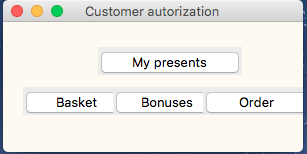 Customer autorization
My presents
Basket Bonuses Order